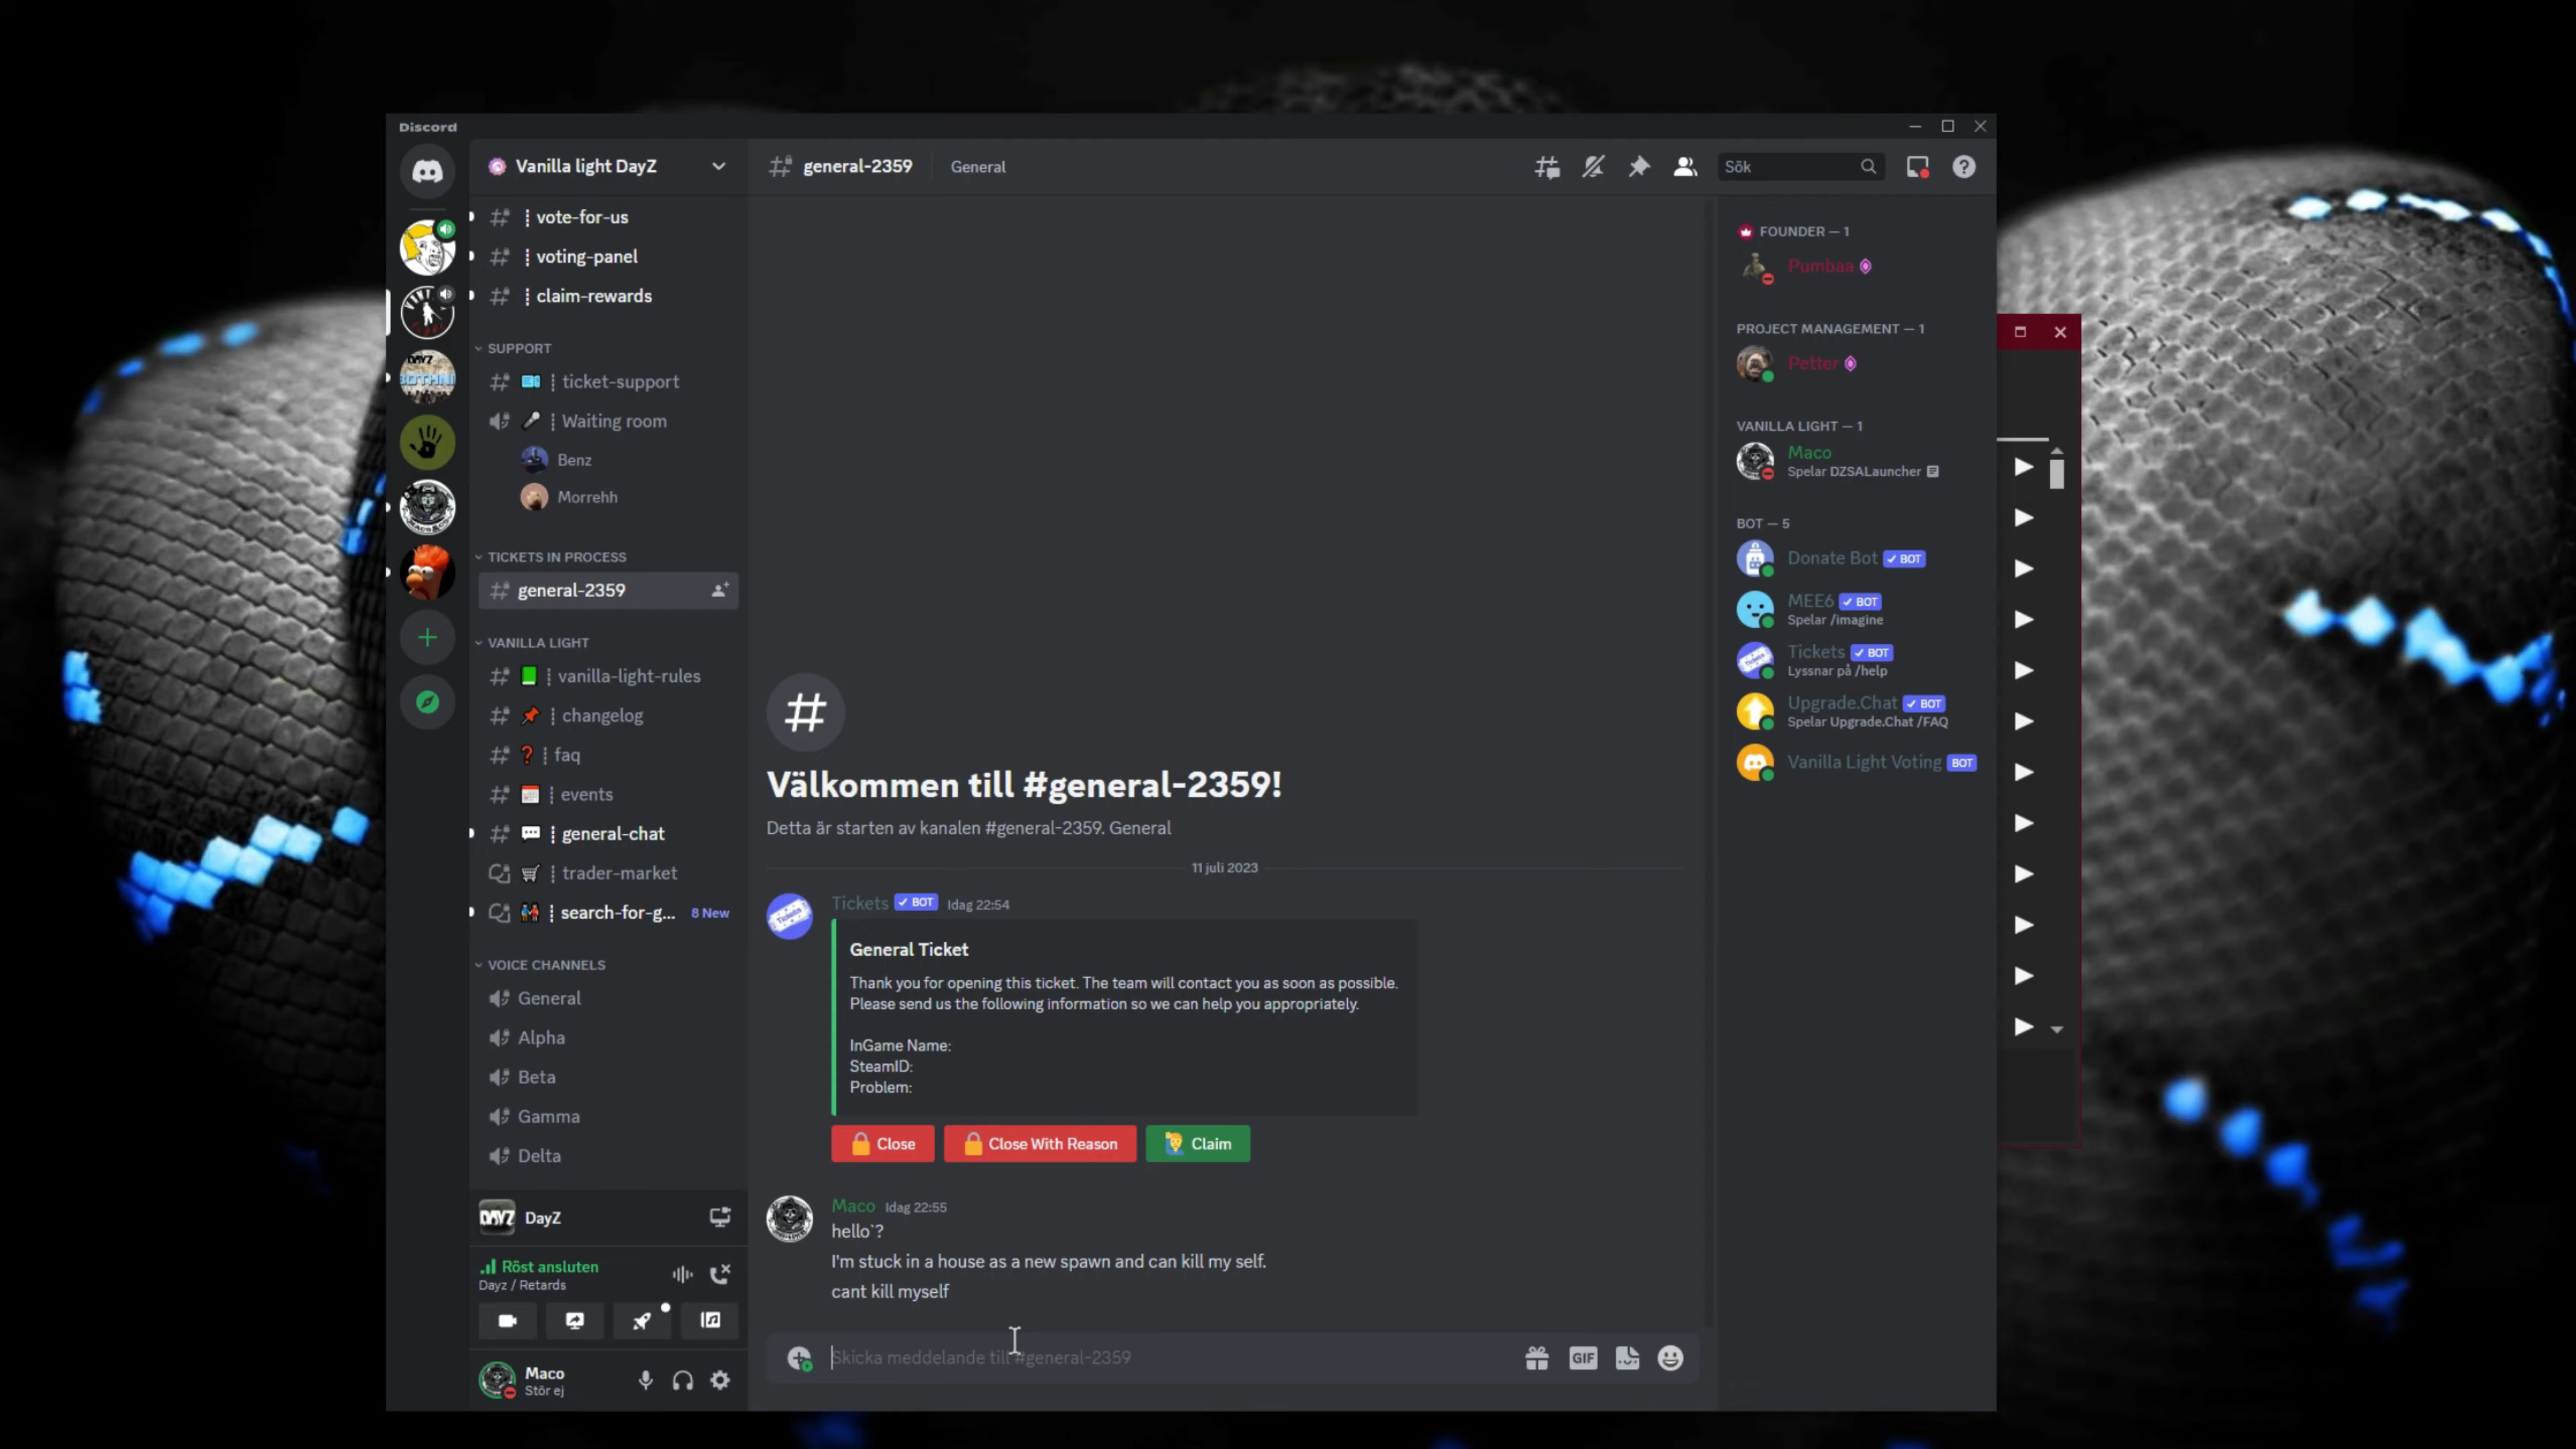 Discord
Vanilla light DayZ
general-2359
General
Sök
vote-for-us
voting-panel
claim-rewards
SUPPORT
ticket-support
Waiting room
Benz
Morrehh
TICKETS IN PROCESS
general-2359
VANILLA LIGHT
vanilla-light-rules
changelog
faq
events
general-chat
trader-market
search-for-g...
8 New
VOICE CHANNELS
General
Alpha
Beta
Gamma
Delta
DAYZ
DayZ
Röst ansluten
Dayz / Retards
Maco
Stör ej
Välkommen till #general-2359!
Detta är starten av kanalen #general-2359. General
11 juli 2023
Tickets ✓ BOT Idag 22:54
General Ticket
Thank you for opening this ticket. The team will contact you as soon as possible.
Please send us the following information so we can help you appropriately.
InGame Name:
SteamID:
Problem:
Close
Close With Reason
Claim
Maco Idag 22:55
hello`?
I'm stuck in a house as a new spawn and can kill my self.
cant kill myself
Skicka meddelande till #general-2359
GIF
FOUNDER — 1
Pumbaa
PROJECT MANAGEMENT — 1
Petter
VANILLA LIGHT — 1
Maco
Spelar DZSALauncher
BOT — 5
Donate Bot ✓ BOT
MEE6 ✓ BOT
Spelar /imagine
Tickets ✓ BOT
Lyssnar på /help
Upgrade.Chat ✓ BOT
Spelar Upgrade.Chat /FAQ
Vanilla Light Voting BOT